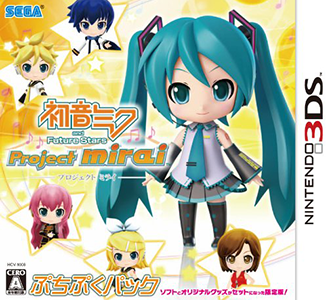 SEGA
初音ミク
and
Future Stars
Project mirai
プロジェクト ミライ
NINTENDO 3DS
HCV 1008
CERO
A
ぷちぷくパック
ソフトとオリジナルグッズがセットになった限定版!